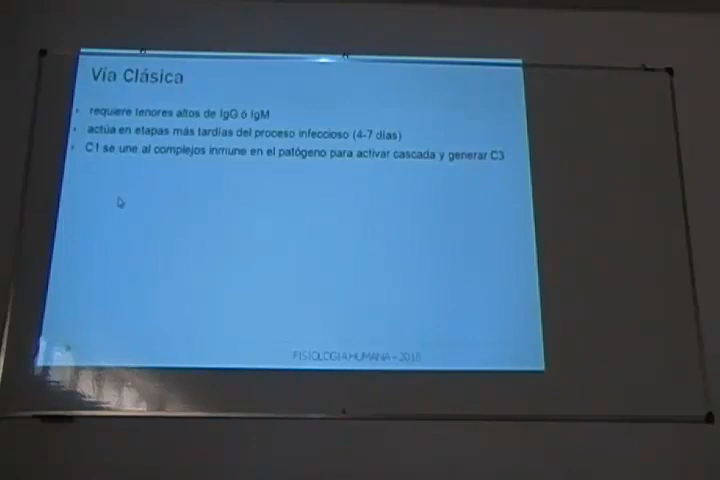 Vía Clásica
requiere tenores altos de IgG ó IgM
actúa en etapas más tardías del proceso infeccioso (4-7 días)
C1 se une al complejos inmune en el patógeno para activar cascada y generar C3
FISIOLOGIA HUMANA – 2018